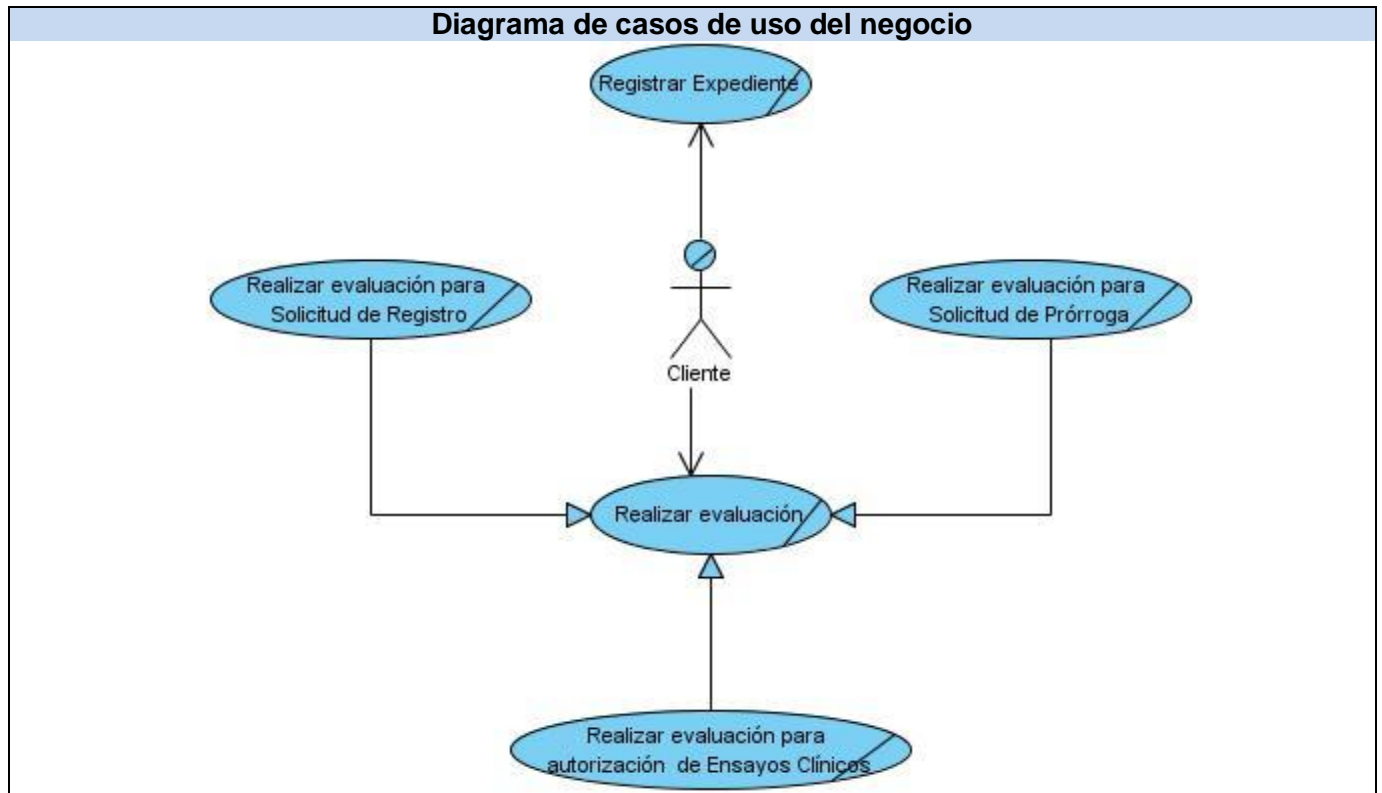 Diagrama de casos de uso del negocio
Registrar Expediente
Realizar evaluación para
Solicitud de Registro
Realizar evaluación para
Solicitud de Prórroga
Cliente
Realizar evaluación
Realizar evaluación para
autorización de Ensayos Clínicos